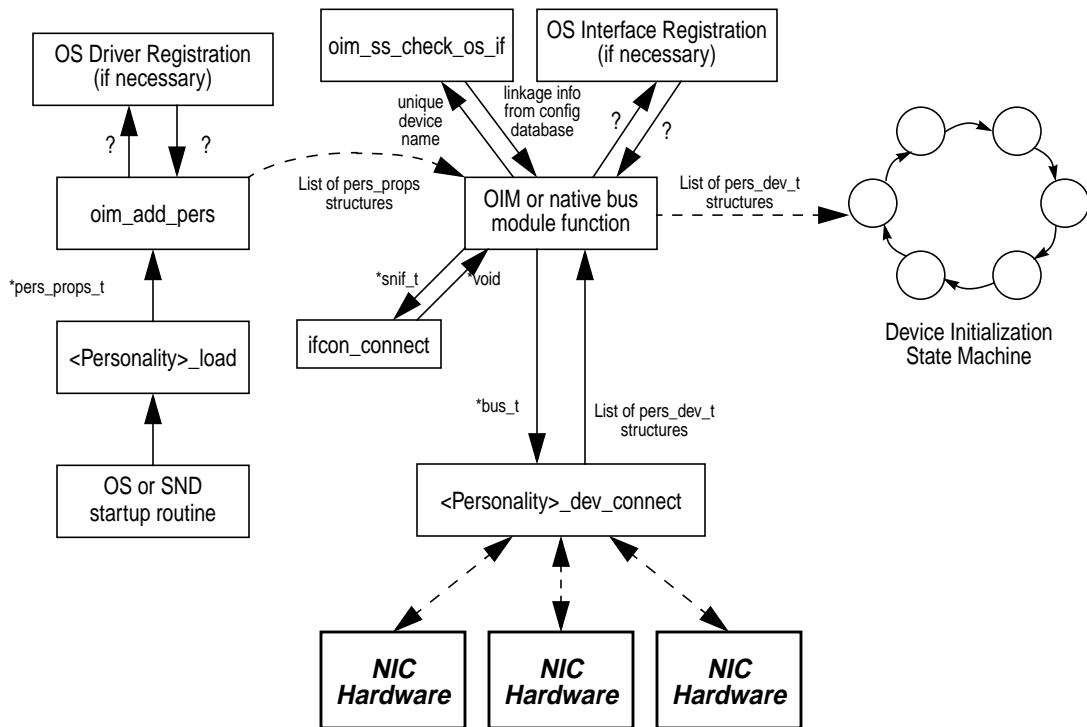 OS Driver Registration
(if necessary)
oim_ss_check_os_if
OS Interface Registration
(if necessary)
unique
device
name
linkage info
from config
database
?
?
?
?
oim_add_pers
List of pers_props
structures
OIM or native bus
module function
List of pers_dev_t
structures
*pers_props_t
*snif_t
*void
<Personality>_load
ifcon_connect
Device Initialization
State Machine
*bus_t
List of pers_dev_t
structures
OS or SND
startup routine
<Personality>_dev_connect
NIC
Hardware
NIC
Hardware
NIC
Hardware